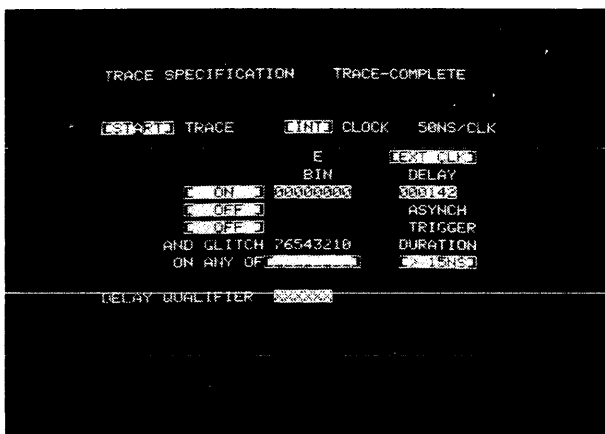 TRACE SPECIFICATION TRACE-COMPLETE
[START] TRACE [INT] CLOCK 50NS/CLK
E [EXT CLK]
BIN DELAY
[ ON ] 00000000 000142
[ OFF ] ASYNCH
[ OFF ] TRIGGER
AND GLITCH 76543210 DURATION
ON ANY OF [ ] [> 15NS]
DELAY QUALIFIER XXXXXX